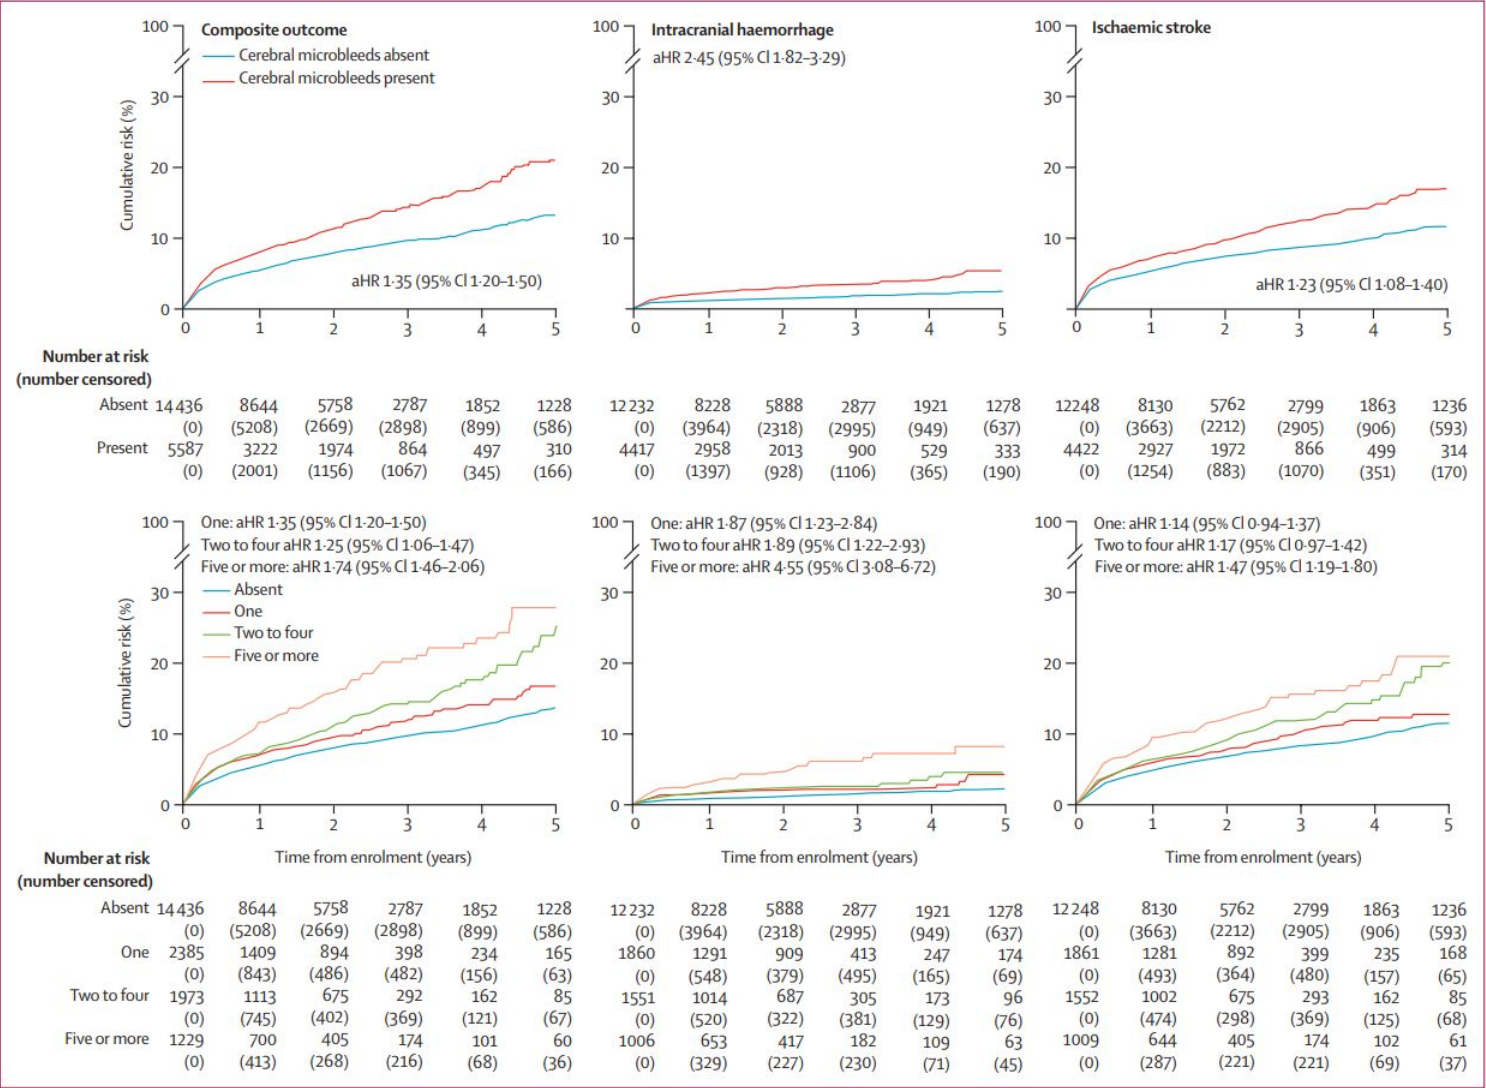 Composite outcome
Cerebral microbleeds absent
Cerebral microbleeds present
Cumulative risk (%)
100
30
20
10
0
aHR 1·35 (95% CI 1·20–1·50)
0 1 2 3 4 5
Intracranial haemorrhage
aHR 2·45 (95% CI 1·82–3·29)
100
30
20
10
0
0 1 2 3 4 5
Ischaemic stroke
100
30
20
10
0
aHR 1·23 (95% CI 1·08–1·40)
0 1 2 3 4 5
Number at risk
(number censored)
Absent 14 436 8644 5758 2787 1852 1228 12 232 8228 5888 2877 1921 1278 12 248 8130 5762 2799 1863 1236
(0) (5208) (2669) (2898) (899) (586) (0) (3964) (2318) (2995) (949) (637) (0) (3663) (2212) (2905) (906) (593)
Present 5587 3222 1974 864 497 310 4417 2958 2013 900 529 333 4422 2927 1972 866 499 314
(0) (2001) (1156) (1067) (345) (166) (0) (1397) (928) (1106) (365) (190) (0) (1254) (883) (1070) (351) (170)
One: aHR 1·35 (95% CI 1·20–1·50)
Two to four aHR 1·25 (95% CI 1·06–1·47)
Five or more: aHR 1·74 (95% CI 1·46–2·06)
Absent
One
Two to four
Five or more
Cumulative risk (%)
100
30
20
10
0
0 1 2 3 4 5
Time from enrolment (years)
One: aHR 1·87 (95% CI 1·23–2·84)
Two to four aHR 1·89 (95% CI 1·22–2·93)
Five or more: aHR 4·55 (95% CI 3·08–6·72)
100
30
20
10
0
0 1 2 3 4 5
Time from enrolment (years)
One: aHR 1·14 (95% CI 0·94–1·37)
Two to four aHR 1·17 (95% CI 0·97–1·42)
Five or more: aHR 1·47 (95% CI 1·19–1·80)
100
30
20
10
0
0 1 2 3 4 5
Time from enrolment (years)
Number at risk
(number censored)
Absent 14 436 8644 5758 2787 1852 1228 12 232 8228 5888 2877 1921 1278 12 248 8130 5762 2799 1863 1236
(0) (5208) (2669) (2898) (899) (586) (0) (3964) (2318) (2995) (949) (637) (0) (3663) (2212) (2905) (906) (593)
One 2385 1409 894 398 234 165 1860 1291 909 413 247 174 1861 1281 892 399 235 168
(0) (843) (486) (482) (156) (63) (0) (548) (379) (495) (165) (69) (0) (493) (364) (480) (157) (65)
Two to four 1973 1113 675 292 162 85 1551 1014 687 305 173 96 1552 1002 675 293 162 85
(0) (745) (402) (369) (121) (67) (0) (520) (322) (381) (129) (76) (0) (474) (298) (369) (125) (68)
Five or more 1229 700 405 174 101 60 1006 653 417 182 109 63 1009 644 405 174 102 61
(0) (413) (268) (216) (68) (36) (0) (329) (227) (230) (71) (45) (0) (287) (221) (221) (69) (37)